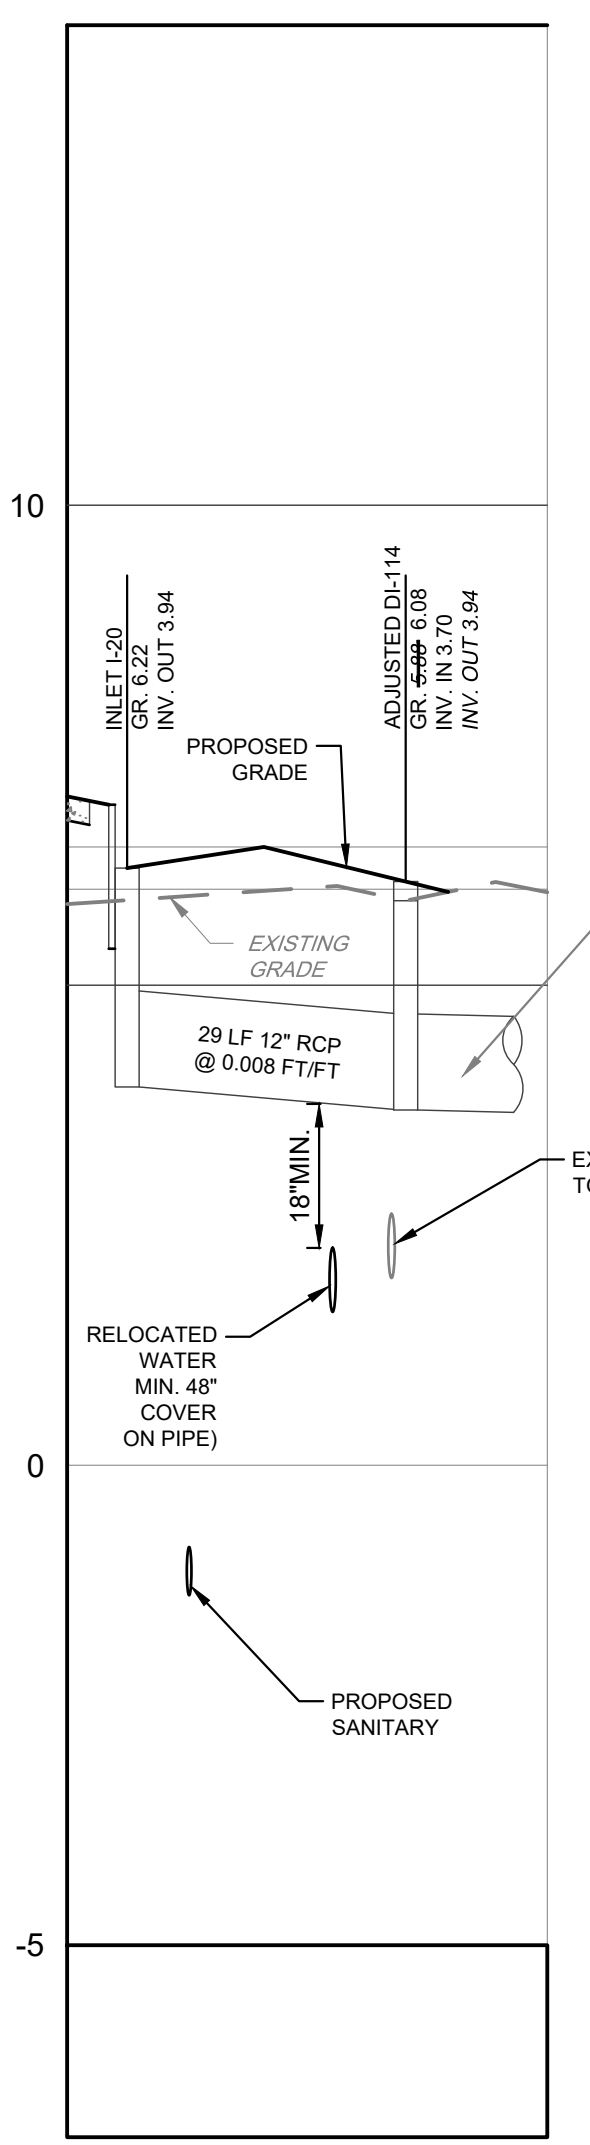 10
INLET I-20
GR. 6.22
INV. OUT 3.94
ADJUSTED DI-114
GR. 5.88 6.08
INV. IN 3.70
INV. OUT 3.94
PROPOSED
GRADE
EXISTING
GRADE
29 LF 12" RCP
@ 0.008 FT/FT
18"MIN.
RELOCATED
WATER
MIN. 48"
COVER
ON PIPE)
0
PROPOSED
SANITARY
-5